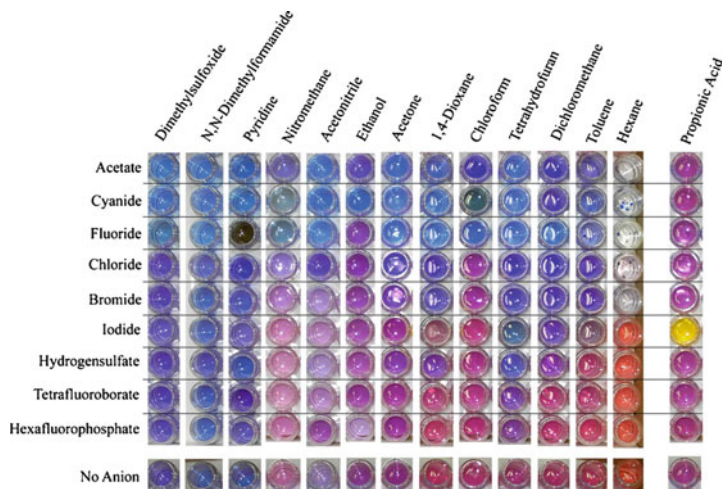 Dimethylsulfoxide
N,N-Dimethylformamide
Pyridine
Nitromethane
Acetonitrile
Ethanol
Acetone
1,4-Dioxane
Chloroform
Tetrahydrofuran
Dichloromethane
Toluene
Hexane
Propionic Acid
Acetate
Cyanide
Fluoride
Chloride
Bromide
Iodide
Hydrogensulfate
Tetrafluoroborate
Hexafluorophosphate
No Anion